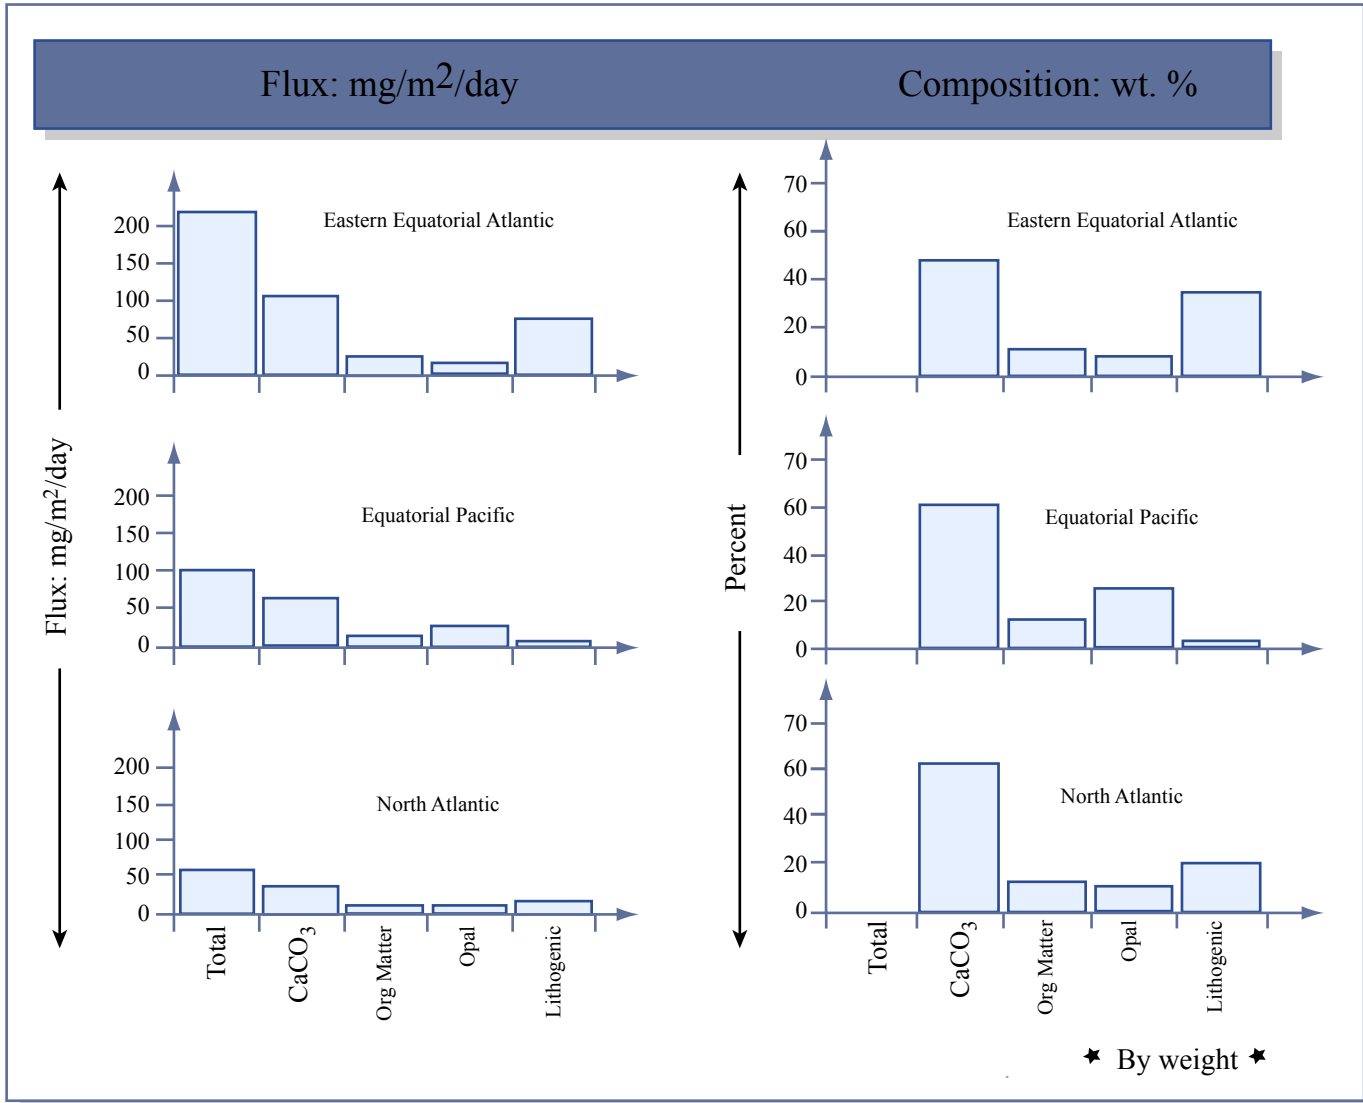 Flux: mg/m2/day
Composition: wt. %
Flux: mg/m2/day
Eastern Equatorial Atlantic
200
150
100
50
0
Equatorial Pacific
200
150
100
50
0
North Atlantic
200
150
100
50
0
Total
CaCO3
Org Matter
Opal
Lithogenic
Percent
Eastern Equatorial Atlantic
70
60
40
20
0
Equatorial Pacific
70
60
40
20
0
North Atlantic
70
60
40
20
0
Total
CaCO3
Org Matter
Opal
Lithogenic
★ By weight ★